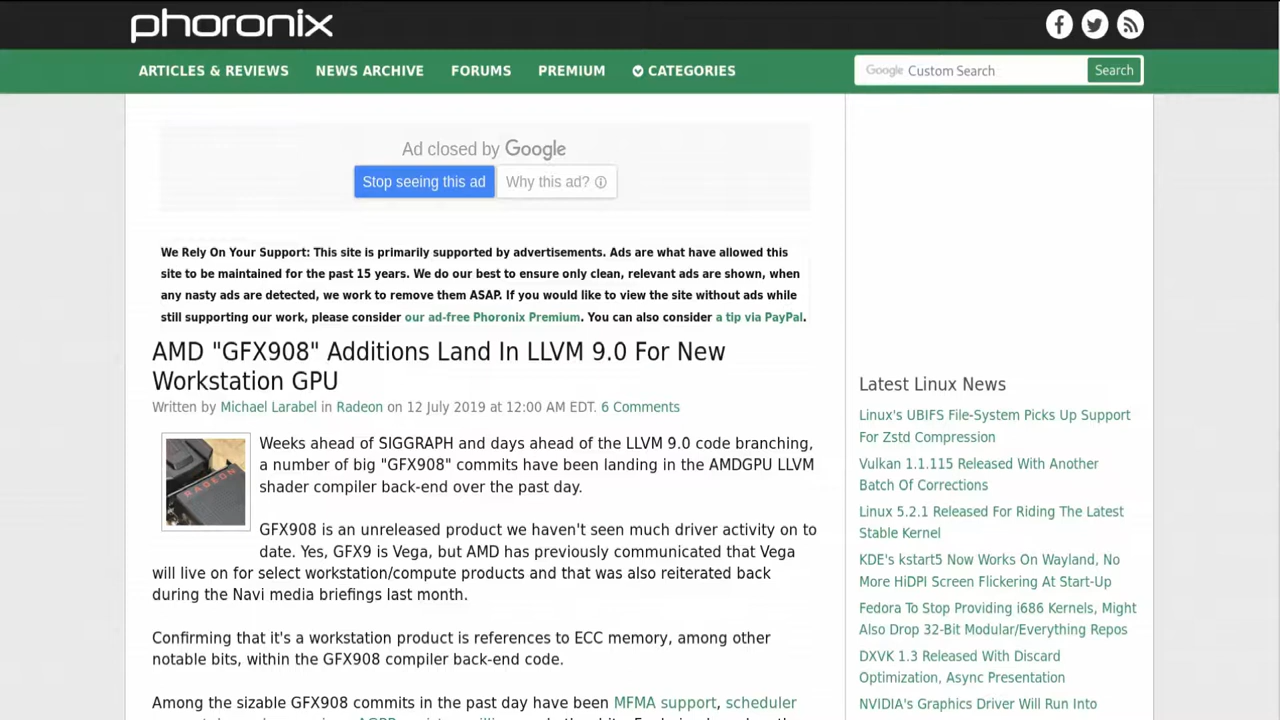 phoronix
ARTICLES & REVIEWS NEWS ARCHIVE FORUMS PREMIUM CATEGORIES
Google Custom Search Search
Ad closed by Google
Stop seeing this ad Why this ad?
We Rely On Your Support: This site is primarily supported by advertisements. Ads are what have allowed this
site to be maintained for the past 15 years. We do our best to ensure only clean, relevant ads are shown, when
any nasty ads are detected, we work to remove them ASAP. If you would like to view the site without ads while
still supporting our work, please consider our ad-free Phoronix Premium. You can also consider a tip via PayPal.
AMD "GFX908" Additions Land In LLVM 9.0 For New
Workstation GPU
Written by Michael Larabel in Radeon on 12 July 2019 at 12:00 AM EDT. 6 Comments
RADEON
Weeks ahead of SIGGRAPH and days ahead of the LLVM 9.0 code branching,
a number of big "GFX908" commits have been landing in the AMDGPU LLVM
shader compiler back-end over the past day.
GFX908 is an unreleased product we haven't seen much driver activity on to
date. Yes, GFX9 is Vega, but AMD has previously communicated that Vega
will live on for select workstation/compute products and that was also reiterated back
during the Navi media briefings last month.
Confirming that it's a workstation product is references to ECC memory, among other
notable bits, within the GFX908 compiler back-end code.
Among the sizable GFX908 commits in the past day have been MFMA support, scheduler
Latest Linux News
Linux's UBIFS File-System Picks Up Support
For Zstd Compression
Vulkan 1.1.115 Released With Another
Batch Of Corrections
Linux 5.2.1 Released For Riding The Latest
Stable Kernel
KDE's kstart5 Now Works On Wayland, No
More HiDPI Screen Flickering At Start-Up
Fedora To Stop Providing i686 Kernels, Might
Also Drop 32-Bit Modular/Everything Repos
DXVK 1.3 Released With Discard
Optimization, Async Presentation
NVIDIA's Graphics Driver Will Run Into